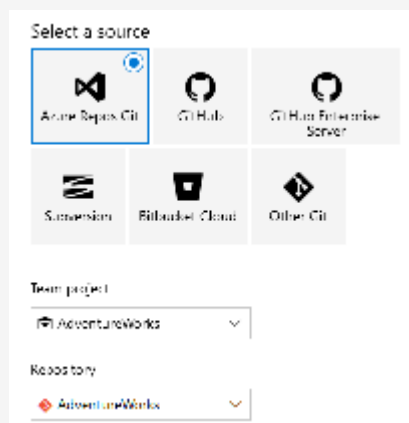 Select a source
Azure Repos Git
GitHub
GitHub Enterprise
Server
Subversion
Bitbucket Cloud
Other Git
Team project
AdventureWorks
Repository
AdventureWorks